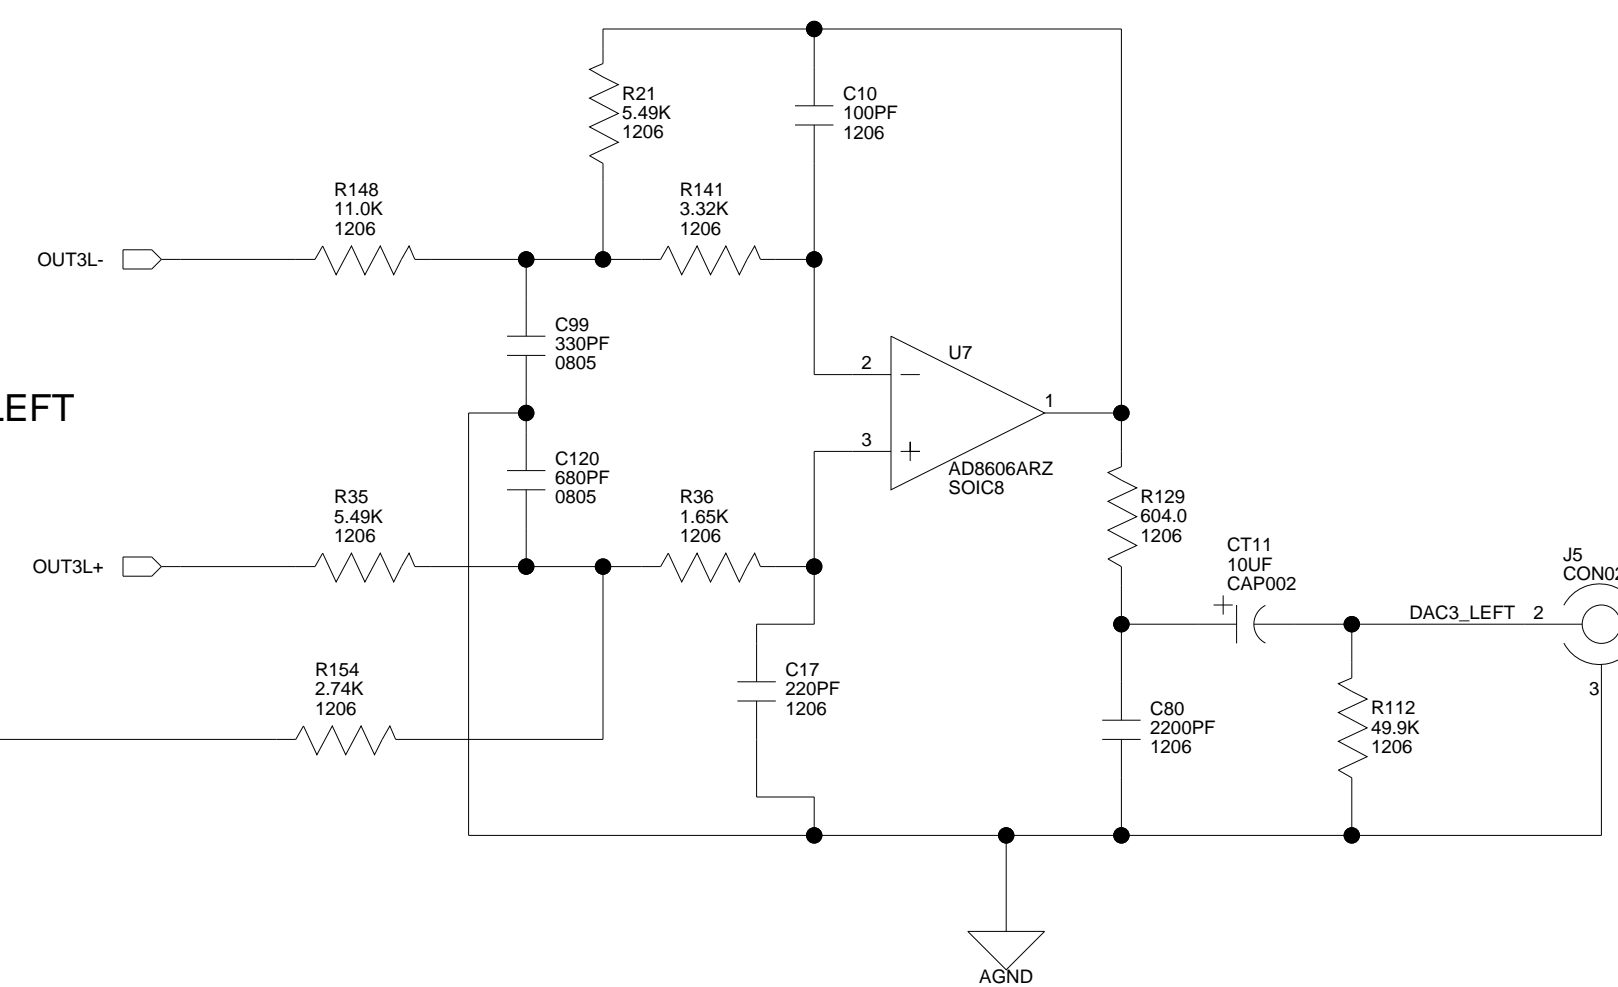 R21
5.49K
1206
C10
100PF
1206
R148
11.0K
1206
R141
3.32K
1206
OUT3L-
C99
330PF
0805
U7
2
1
LEFT
3
AD8606ARZ
SOIC8
C120
680PF
0805
R35
5.49K
1206
R36
1.65K
1206
R129
604.0
1206
OUT3L+
CT11
10UF
CAP002
J5
CON02
DAC3_LEFT 2
R154
2.74K
1206
C17
220PF
1206
3
C80
2200PF
1206
R112
49.9K
1206
AGND